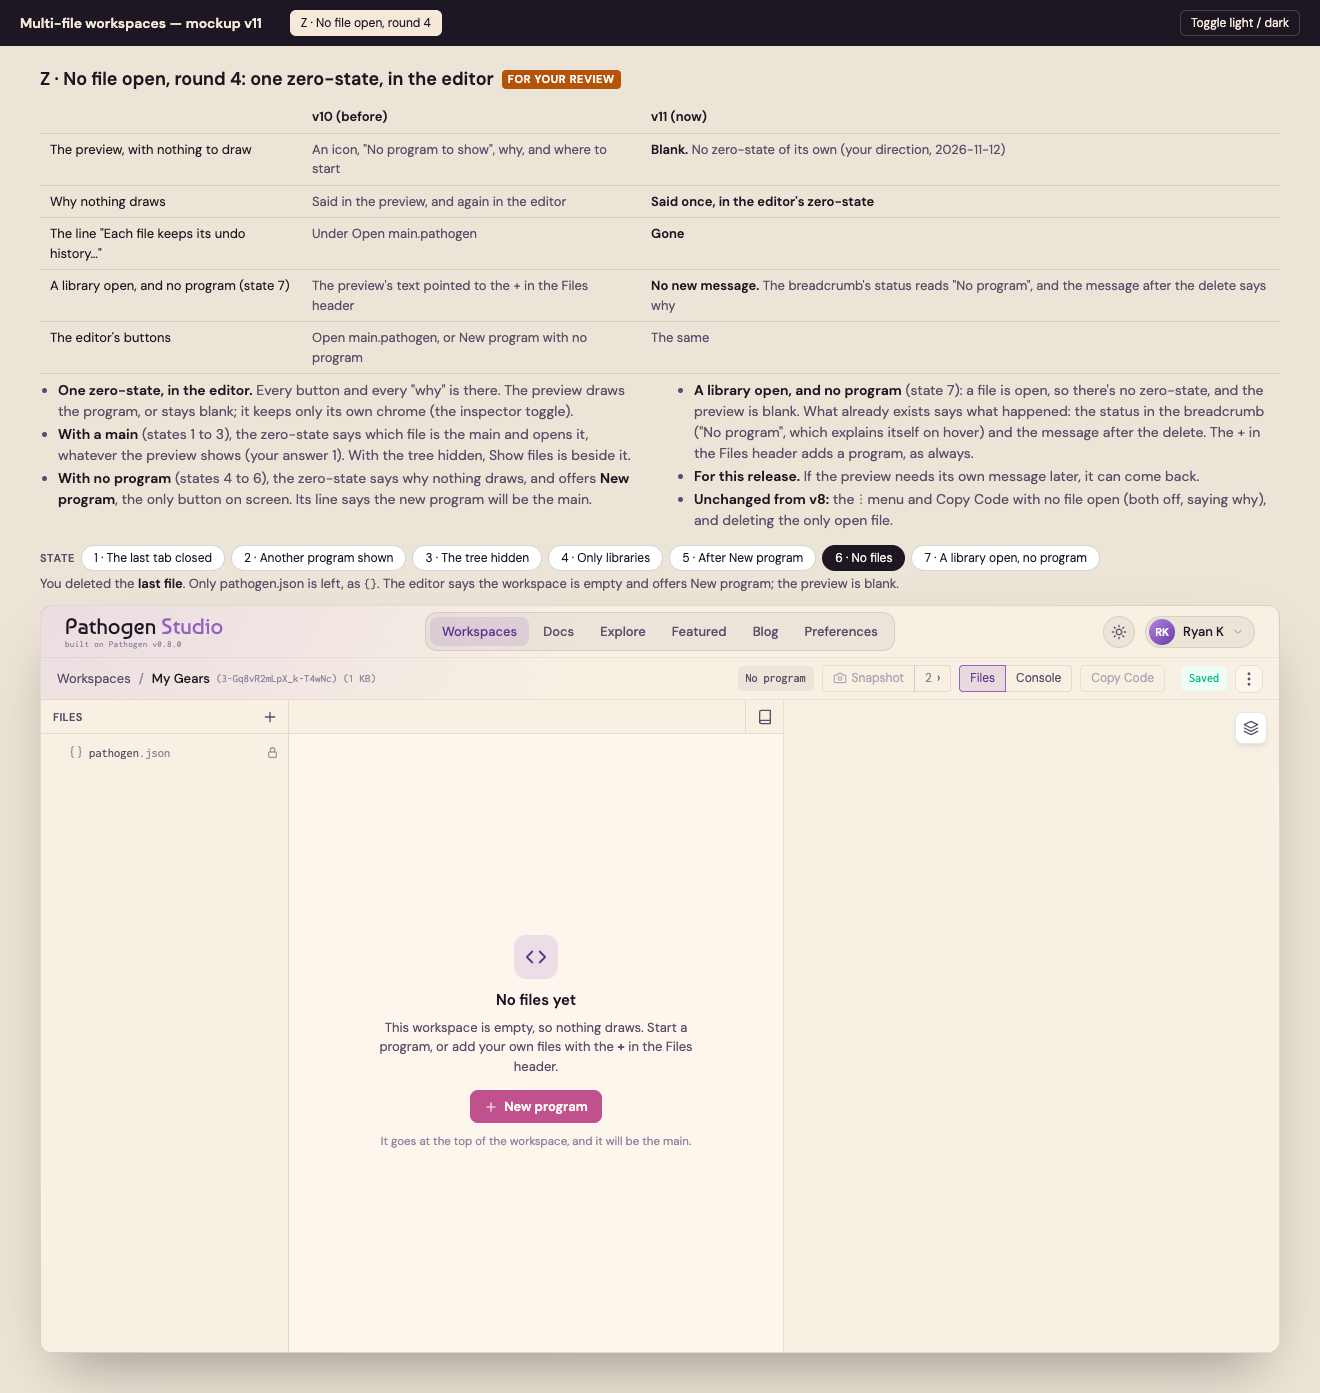 Multi-file workspaces — mockup v11
Z · No file open, round 4
Toggle light / dark
Z · No file open, round 4: one zero-state, in the editor
FOR YOUR REVIEW
v10 (before)
v11 (now)
The preview, with nothing to draw
An icon, "No program to show", why, and where to
start
Blank. No zero-state of its own (your direction, 2026-11-12)
Why nothing draws
Said in the preview, and again in the editor
Said once, in the editor's zero-state
The line "Each file keeps its undo
history…"
Under Open main.pathogen
Gone
A library open, and no program (state 7)
The preview's text pointed to the + in the Files
header
No new message. The breadcrumb's status reads "No program", and the message after the delete says
why
The editor's buttons
Open main.pathogen, or New program with no
program
The same
• One zero-state, in the editor. Every button and every "why" is there. The preview draws
the program, or stays blank; it keeps only its own chrome (the inspector toggle).
• With a main (states 1 to 3), the zero-state says which file is the main and opens it,
whatever the preview shows (your answer 1). With the tree hidden, Show files is beside it.
• With no program (states 4 to 6), the zero-state says why nothing draws, and offers New
program, the only button on screen. Its line says the new program will be the main.
• A library open, and no program (state 7): a file is open, so there's no zero-state, and the
preview is blank. What already exists says what happened: the status in the breadcrumb
("No program", which explains itself on hover) and the message after the delete. The + in
the Files header adds a program, as always.
• For this release. If the preview needs its own message later, it can come back.
• Unchanged from v8: the ⋮ menu and Copy Code with no file open (both off, saying why),
and deleting the only open file.
STATE
1 · The last tab closed
2 · Another program shown
3 · The tree hidden
4 · Only libraries
5 · After New program
6 · No files
7 · A library open, no program
You deleted the last file. Only pathogen.json is left, as {}. The editor says the workspace is empty and offers New program; the preview is blank.
Pathogen Studio
built on Pathogen v0.8.0
Workspaces
Docs
Explore
Featured
Blog
Preferences
RK
Ryan K
Workspaces / My Gears (3-Gq8vR2mLpX_k-T4wNc) (1 KB)
No program
Snapshot
2 ›
Files
Console
Copy Code
Saved
FILES
{} pathogen.json
No files yet
This workspace is empty, so nothing draws. Start a
program, or add your own files with the + in the Files
header.
+ New program
It goes at the top of the workspace, and it will be the main.